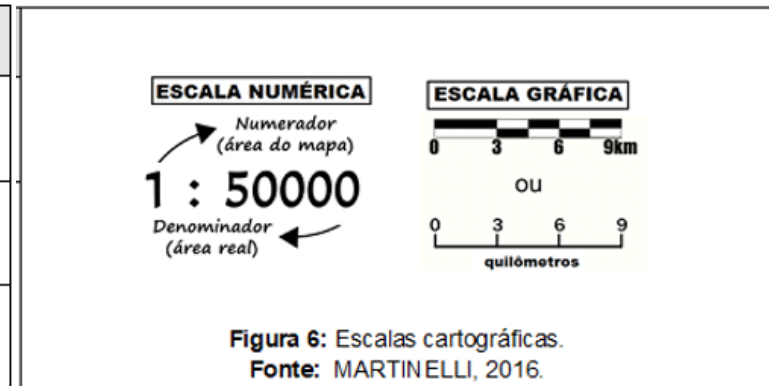 ESCALA NUMÉRICA
Numerador
(área do mapa)
1 : 50000
Denominador
(área real)
ESCALA GRÁFICA
0 3 6 9km
ou
0 3 6 9
quilômetros
Figura 6: Escalas cartográficas.
Fonte: MARTINELLI, 2016.